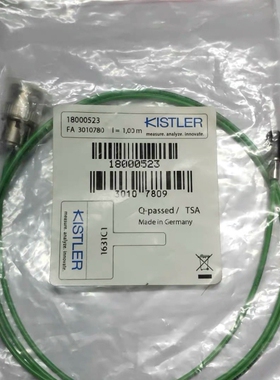 18000523
FA 3010780 l = 1,00 m
KISTLER
measure. analyze. innovate.
18000523
3010 7809
KISTLER
measure. analyze. innovate.
1631C1
Q-passed / TSA
Made in Germany